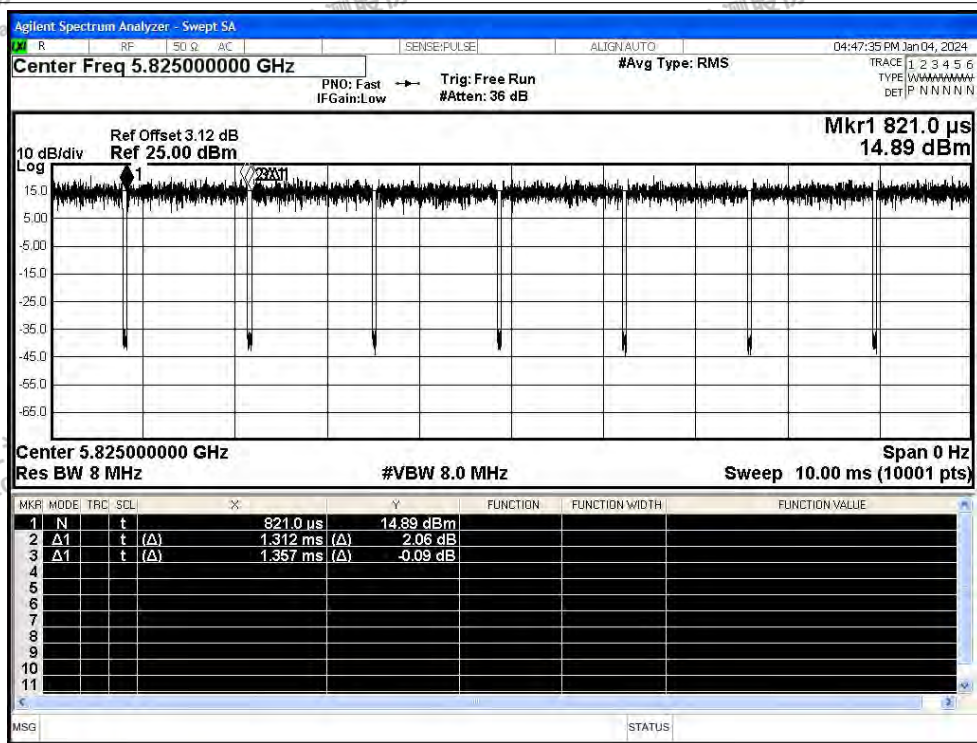 Agilent Spectrum Analyzer - Swept SA
R RF 50 Ω AC SENSE:PULSE ALIGN AUTO 04:47:35 PM Jan 04, 2024
Center Freq 5.825000000 GHz
PNO: Fast
IFGain:Low
Trig: Free Run
#Atten: 36 dB
#Avg Type: RMS
TRACE 1 2 3 4 5 6
TYPE
DET P N N N N N
Ref Offset 3.12 dB
10 dB/div Ref 25.00 dBm
Log
Mkr1 821.0 µs
14.89 dBm
1
15.0
5.00
-5.00
-15.0
-25.0
-35.0
-45.0
-55.0
-65.0
Center 5.825000000 GHz Span 0 Hz
Res BW 8 MHz #VBW 8.0 MHz Sweep 10.00 ms (10001 pts)
MKR MODE TRC SCL X Y FUNCTION FUNCTION WIDTH FUNCTION VALUE
1 N t 821.0 µs 14.89 dBm
2 Δ1 t (Δ) 1.312 ms (Δ) 2.06 dB
3 Δ1 t (Δ) 1.357 ms (Δ) -0.09 dB
4
5
6
7
8
9
10
11
MSG STATUS